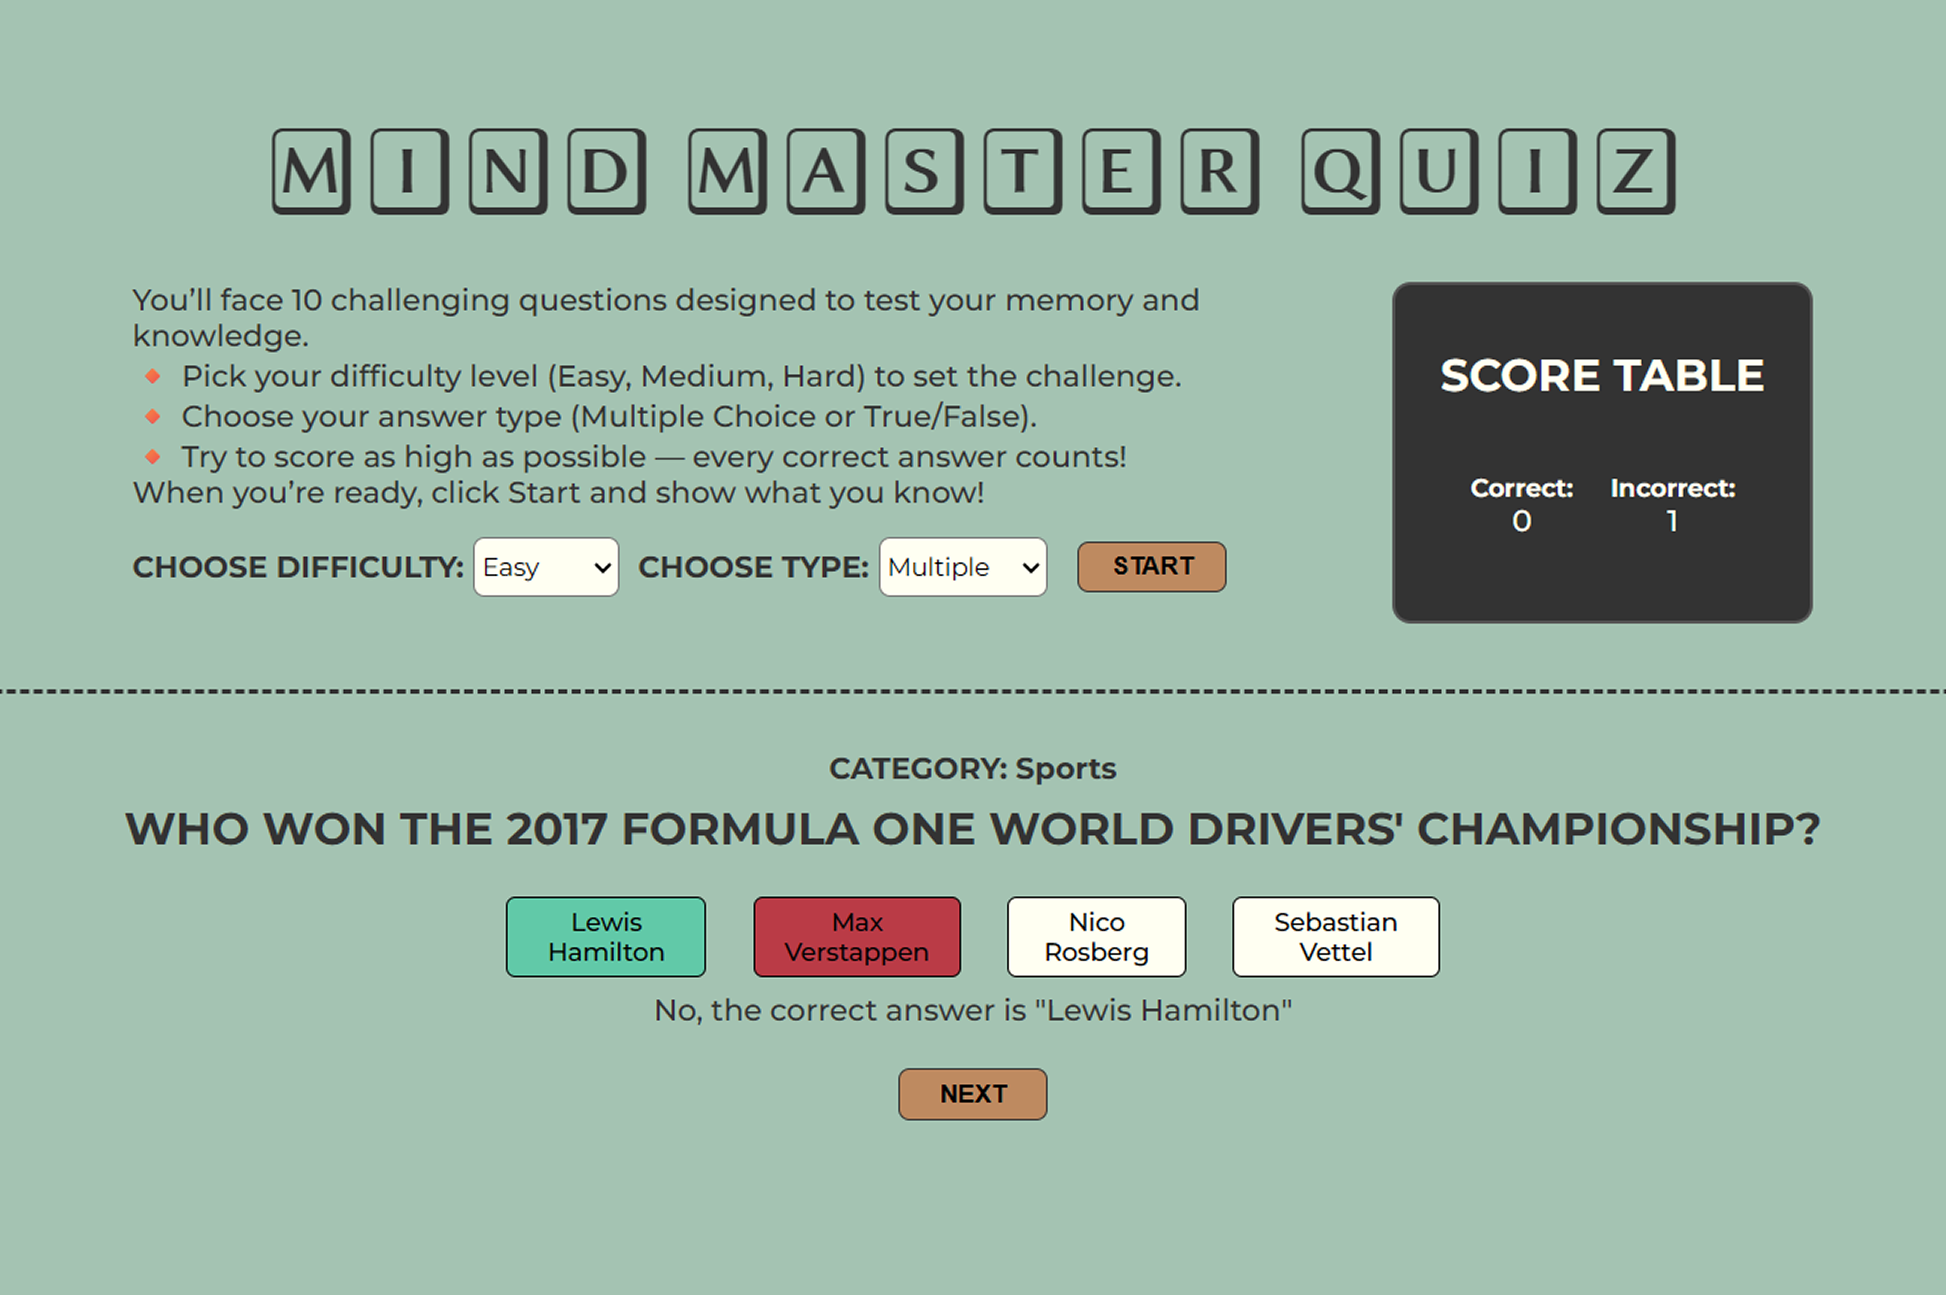 MIND MASTER QUIZ
You’ll face 10 challenging questions designed to test your memory and
knowledge.
Pick your difficulty level (Easy, Medium, Hard) to set the challenge.
Choose your answer type (Multiple Choice or True/False).
Try to score as high as possible — every correct answer counts!
When you’re ready, click Start and show what you know!
CHOOSE DIFFICULTY: Easy CHOOSE TYPE: Multiple START
SCORE TABLE
Correct: Incorrect:
0 1
CATEGORY: Sports
WHO WON THE 2017 FORMULA ONE WORLD DRIVERS' CHAMPIONSHIP?
Lewis
Hamilton
Max
Verstappen
Nico
Rosberg
Sebastian
Vettel
No, the correct answer is "Lewis Hamilton"
NEXT